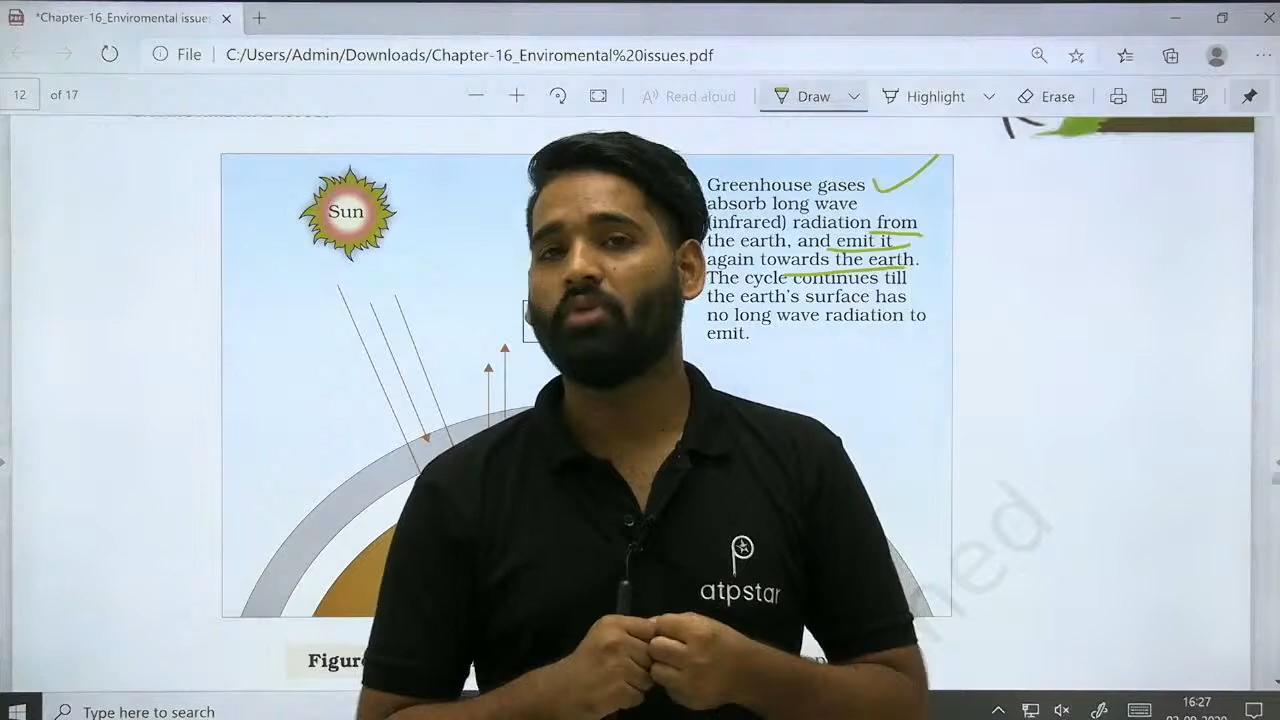 *Chapter-16_Enviromental issue
File
C:/Users/Admin/Downloads/Chapter-16_Enviromental%20issues.pdf
12 of 17
Read aloud
Draw
Highlight
Erase
Sun
Greenhouse gases
absorb long wave
(infrared) radiation from
the earth, and emit it
again towards the earth.
The cycle continues till
the earth's surface has
no long wave radiation to
emit.
atpstar
Type here to search
16:27